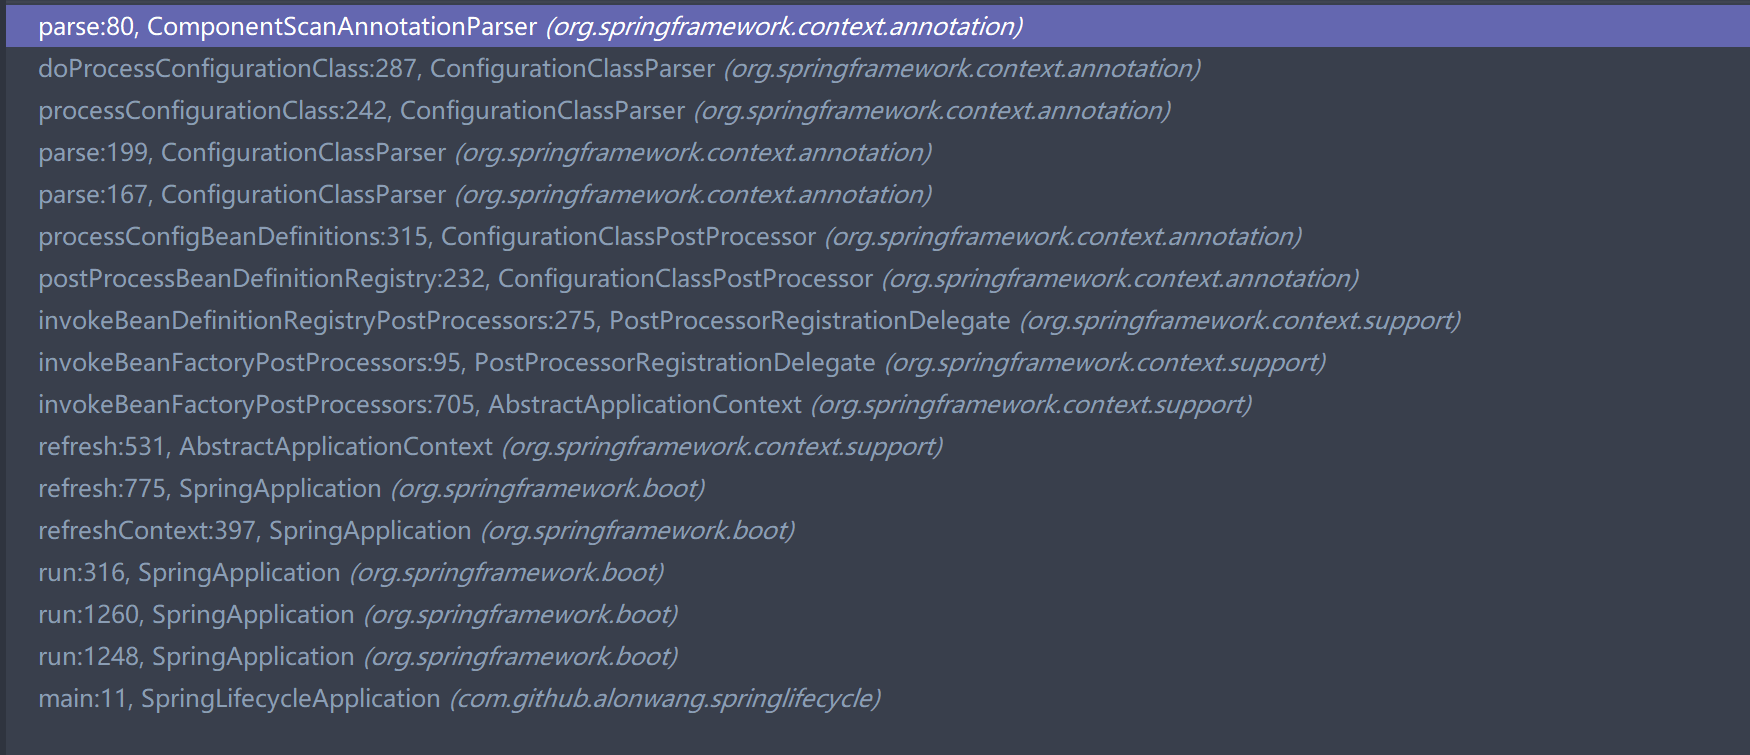 parse:80, ComponentScanAnnotationParser (org.springframework.context.annotation)
doProcessConfigurationClass:287, ConfigurationClassParser (org.springframework.context.annotation)
processConfigurationClass:242, ConfigurationClassParser (org.springframework.context.annotation)
parse:199, ConfigurationClassParser (org.springframework.context.annotation)
parse:167, ConfigurationClassParser (org.springframework.context.annotation)
processConfigBeanDefinitions:315, ConfigurationClassPostProcessor (org.springframework.context.annotation)
postProcessBeanDefinitionRegistry:232, ConfigurationClassPostProcessor (org.springframework.context.annotation)
invokeBeanDefinitionRegistryPostProcessors:275, PostProcessorRegistrationDelegate (org.springframework.context.support)
invokeBeanFactoryPostProcessors:95, PostProcessorRegistrationDelegate (org.springframework.context.support)
invokeBeanFactoryPostProcessors:705, AbstractApplicationContext (org.springframework.context.support)
refresh:531, AbstractApplicationContext (org.springframework.context.support)
refresh:775, SpringApplication (org.springframework.boot)
refreshContext:397, SpringApplication (org.springframework.boot)
run:316, SpringApplication (org.springframework.boot)
run:1260, SpringApplication (org.springframework.boot)
run:1248, SpringApplication (org.springframework.boot)
main:11, SpringLifecycleApplication (com.github.alonwang.springlifecycle)